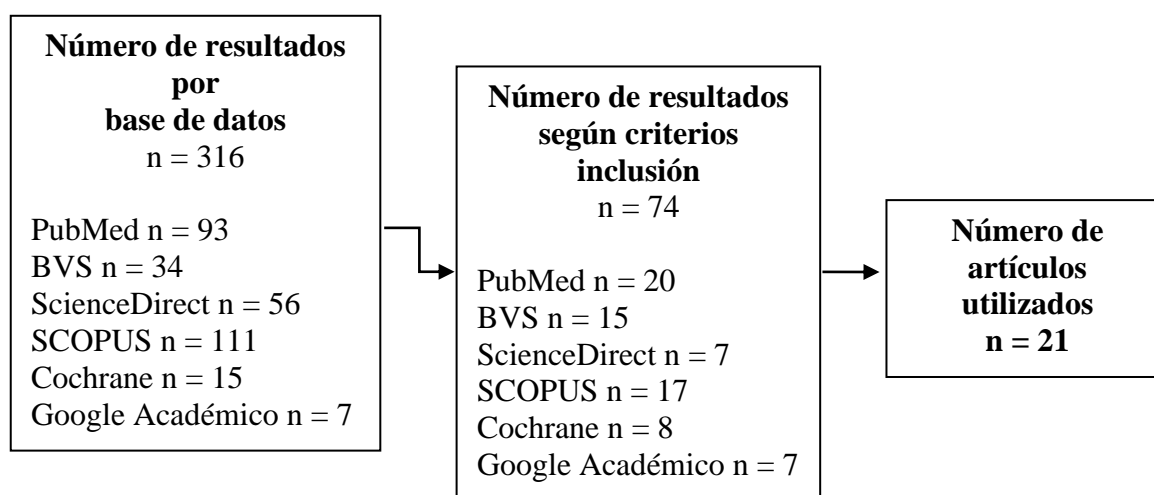 Número de resultados
por
base de datos
n = 316
PubMed n = 93
BVS n = 34
ScienceDirect n = 56
SCOPUS n = 111
Cochrane n = 15
Google Académico n = 7
Número de resultados
según criterios
inclusión
n = 74
PubMed n = 20
BVS n = 15
ScienceDirect n = 7
SCOPUS n = 17
Cochrane n = 8
Google Académico n = 7
Número de
artículos
utilizados
n = 21